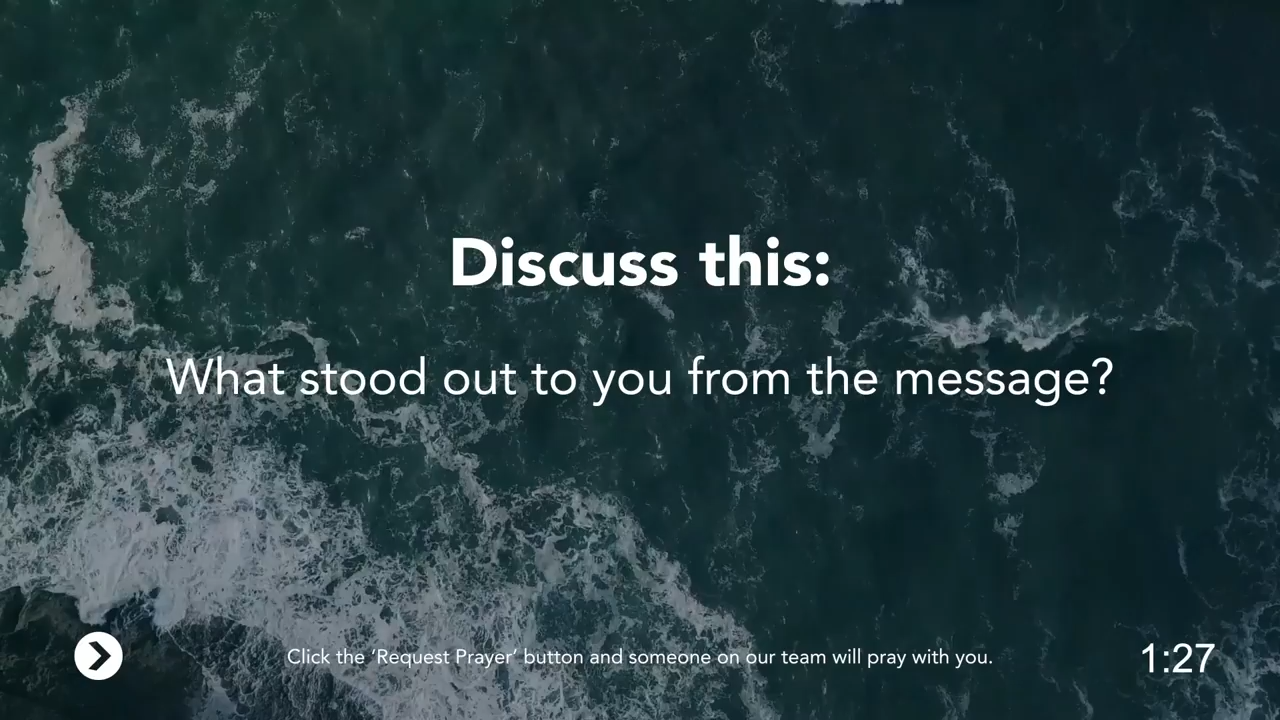 Discuss this:
What stood out to you from the message?
Click the ‘Request Prayer’ button and someone on our team will pray with you.
1:27